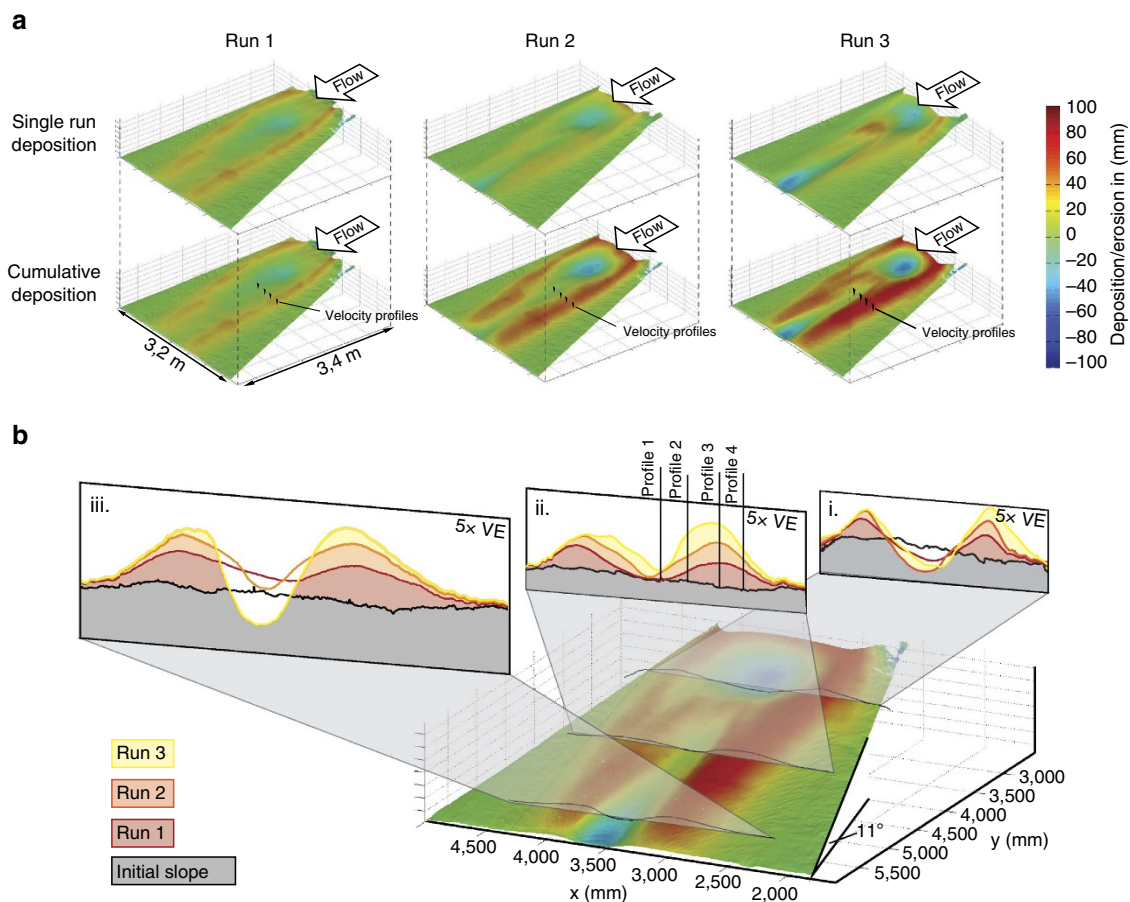 a
Run 1
Run 2
Run 3
Flow
Flow
Flow
Single run
deposition
Flow
Flow
Flow
Cumulative
deposition
Velocity profiles
Velocity profiles
Velocity profiles
3,2 m
3,4 m
100
80
60
40
20
0
−20
−40
−60
−80
−100
Deposition/erosion in (mm)
b
iii.
5× VE
ii.
5× VE
Profile 1
Profile 2
Profile 3
Profile 4
i.
5× VE
Run 3
Run 2
Run 1
Initial slope
4,500
4,000
3,500
3,000
2,500
2,000
x (mm)
11°
3,000
3,500
4,000
4,500
5,000
5,500
y (mm)